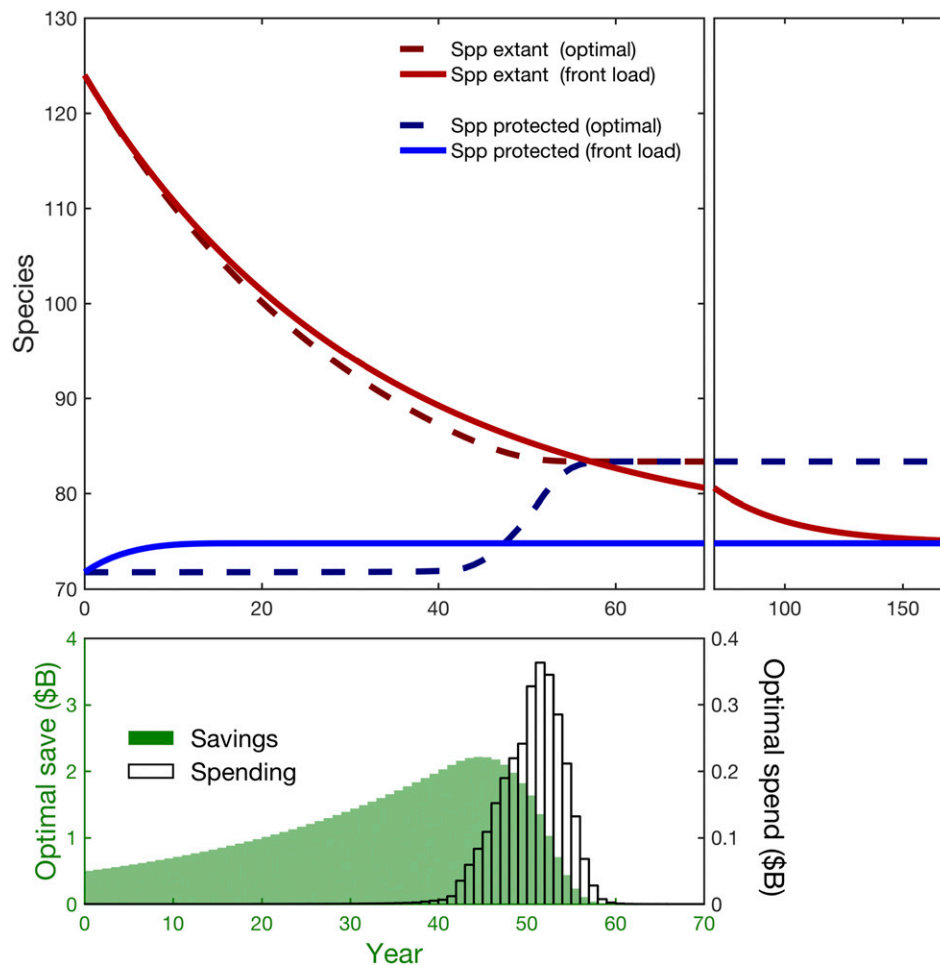 130
120
110
100
90
80
70
Species
Spp extant (optimal)
Spp extant (front load)
Spp protected (optimal)
Spp protected (front load)
0 20 40 60 100 150
4
3
2
1
0
Optimal save ($B)
Savings
Spending
0.4
0.3
0.2
0.1
0
Optimal spend ($B)
0 10 20 30 40 50 60 70
Year